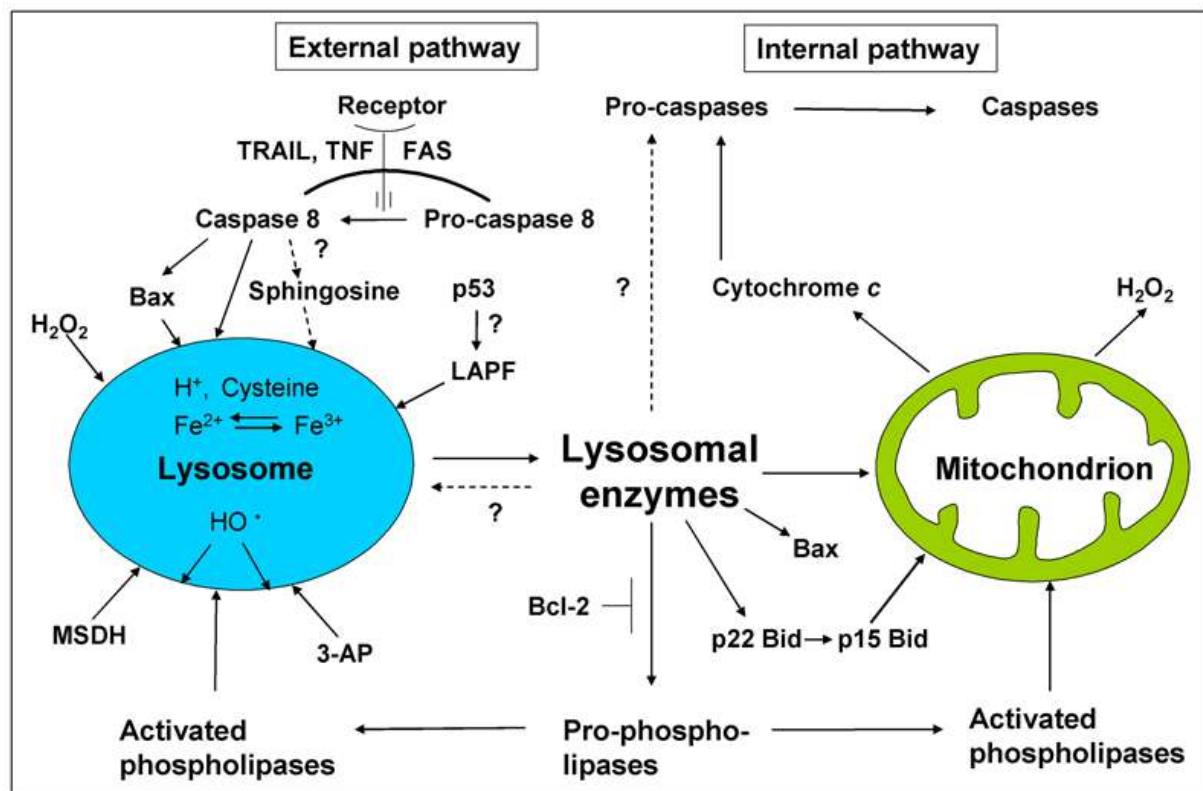 External pathway
Internal pathway
Receptor
TRAIL, TNF FAS
Caspase 8
Pro-caspase 8
?
Bax
Sphingosine
p53
?
H₂O₂
LAPF
H⁺, Cysteine
Fe²⁺ Fe³⁺
Lysosome
HO •
MSDH
3-AP
Activated
phospholipases
Pro-caspases
Caspases
?
Cytochrome c
H₂O₂
Lysosomal
enzymes
?
Mitochondrion
Bax
Bcl-2
p22 Bid
p15 Bid
Pro-phospho-
lipases
Activated
phospholipases